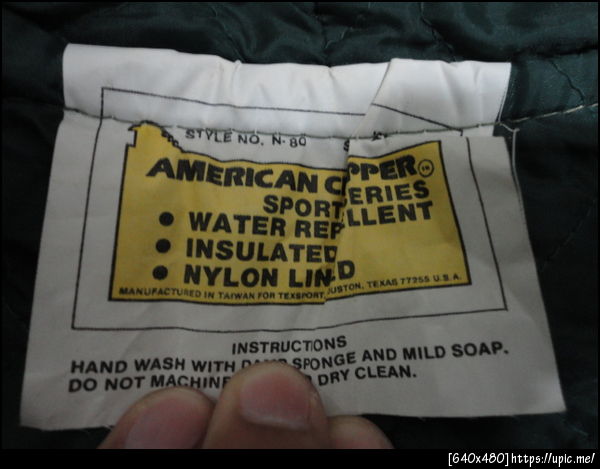 STYLE NO. N-80 S
AMERICAN C PPER
SPORT ERIES
● WATER REP LLENT
● INSULATED
● NYLON LIN D
MANUFACTURED IN TAIWAN FOR TEXSPORT, USTON, TEXAS 77255 U.S.A.
INSTRUCTIONS
HAND WASH WITH DAMP SPONGE AND MILD SOAP.
DO NOT MACHINE DRY CLEAN.
[640x480]https://upic.me/